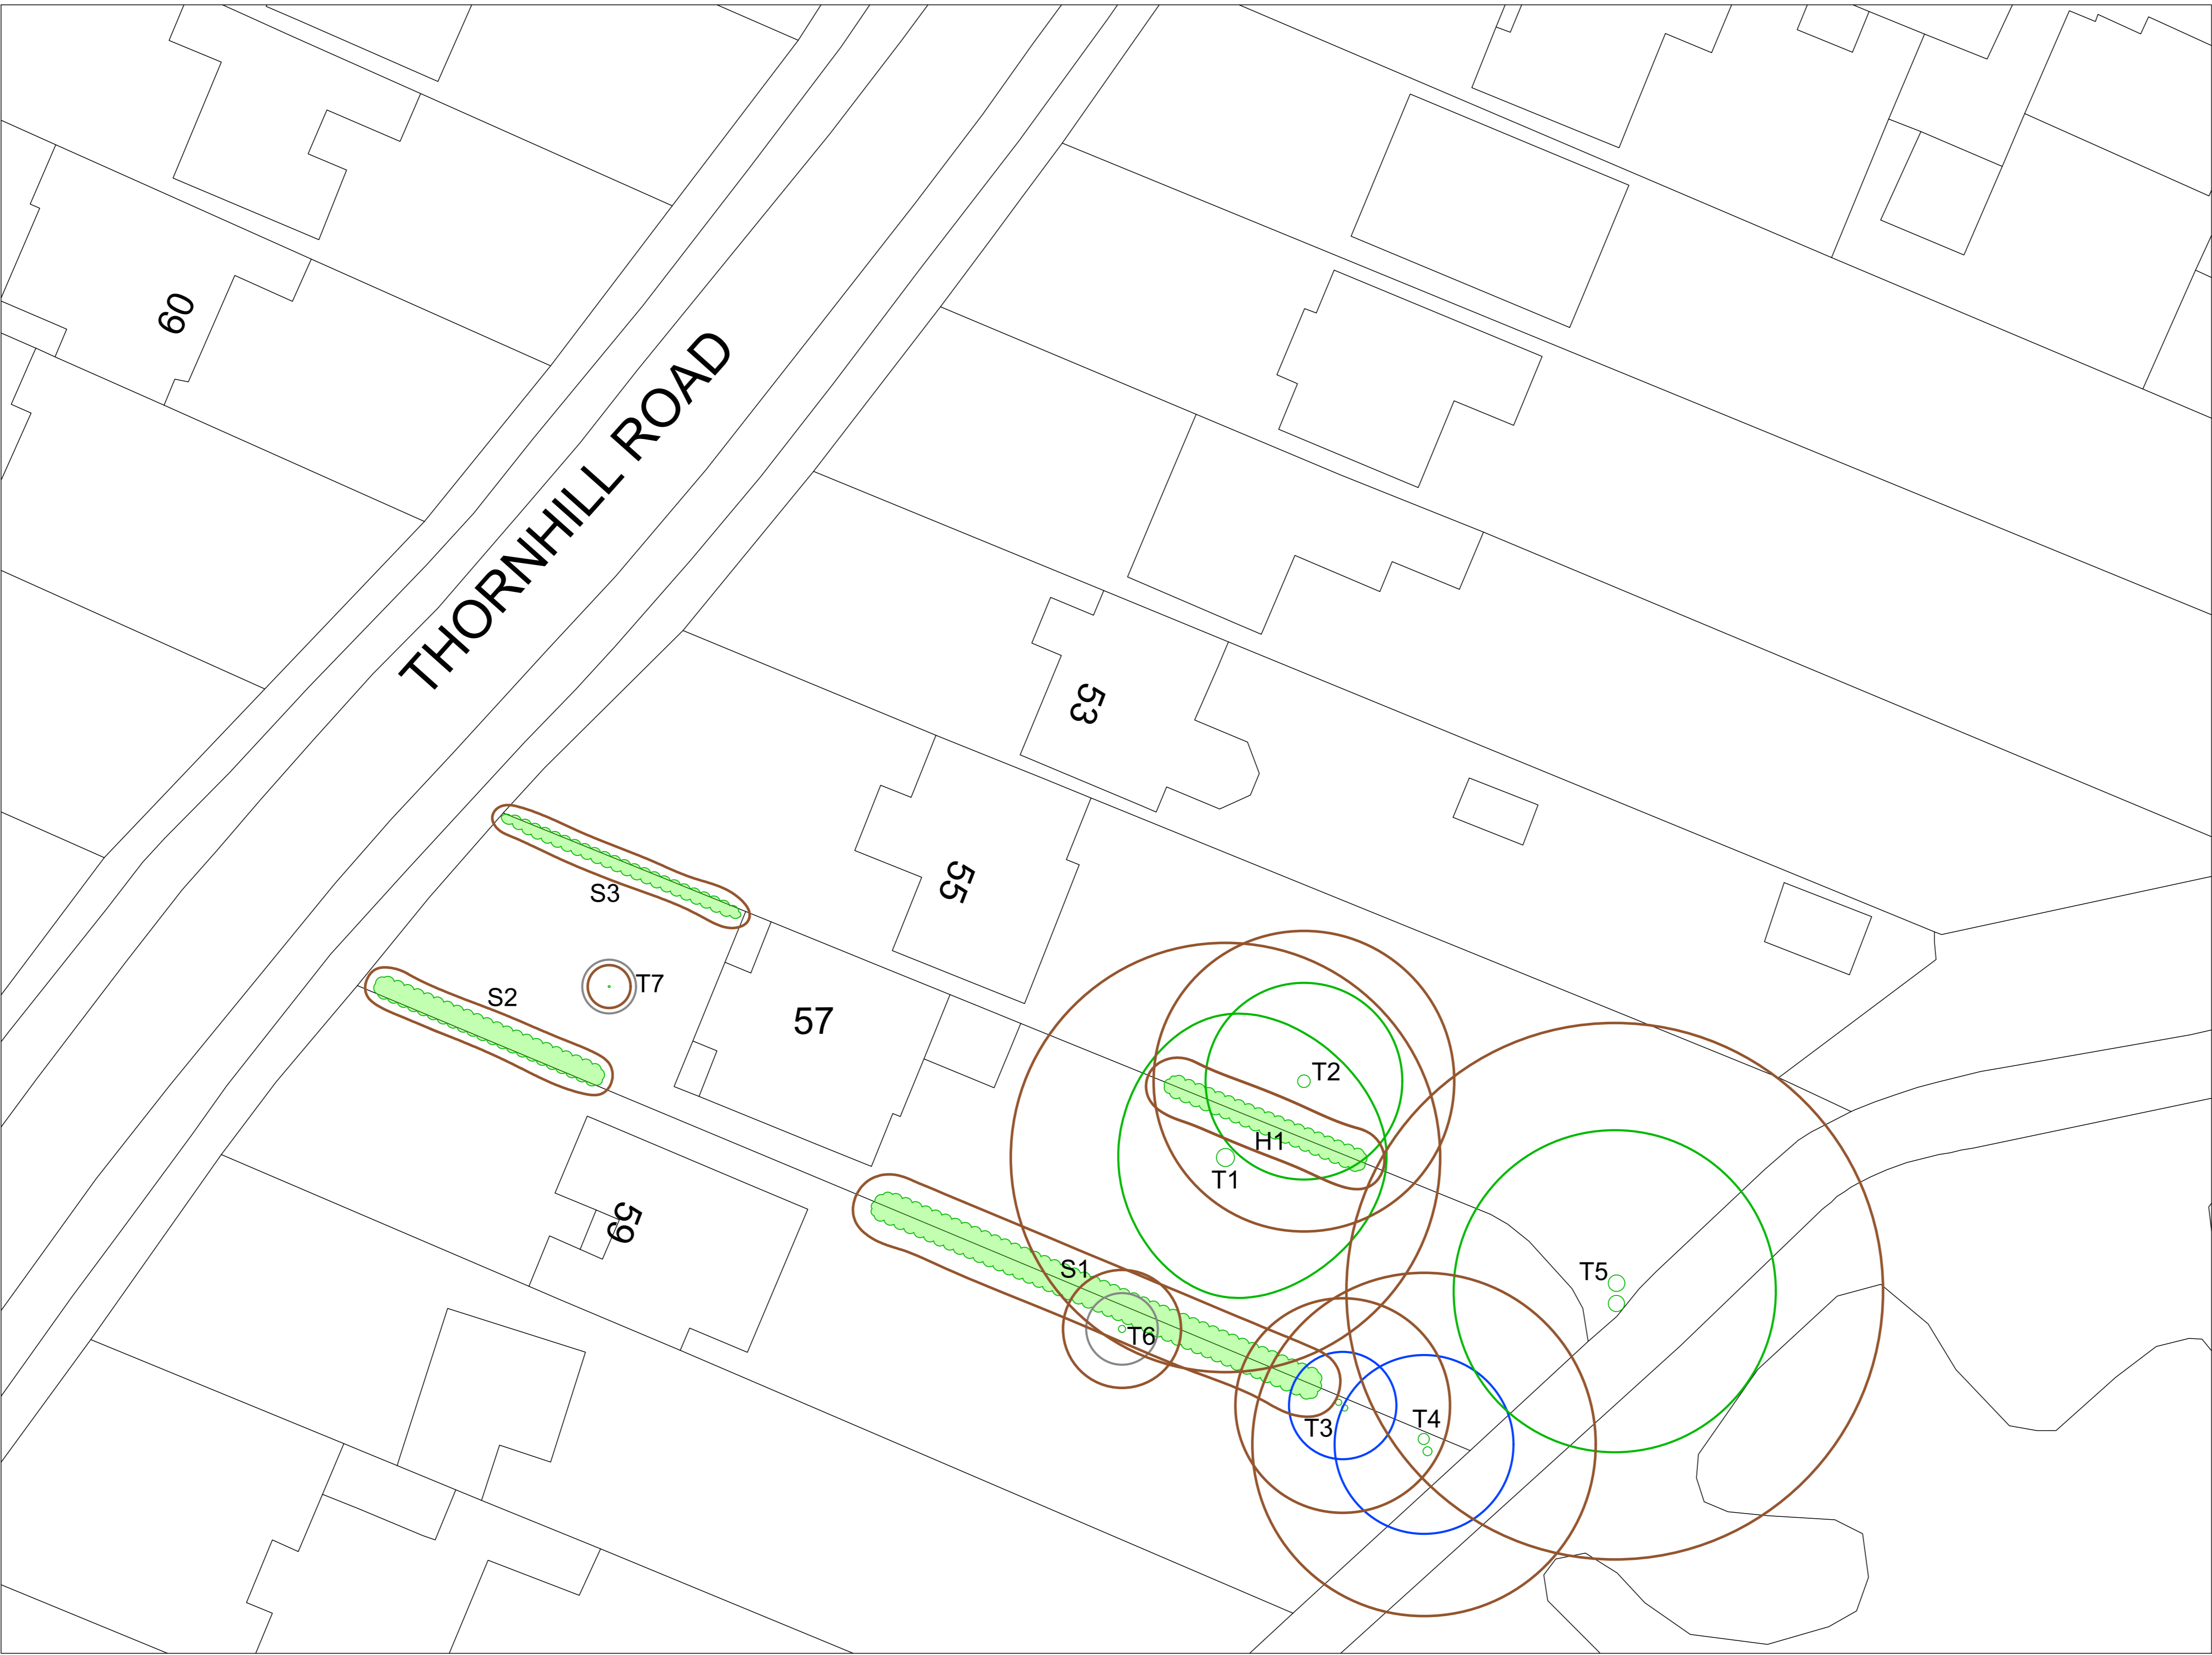 60
THORNHILL ROAD
53
55
S3
T7
S2
57
T2
H1
T1
59
S1
T5
T6
T3
T4